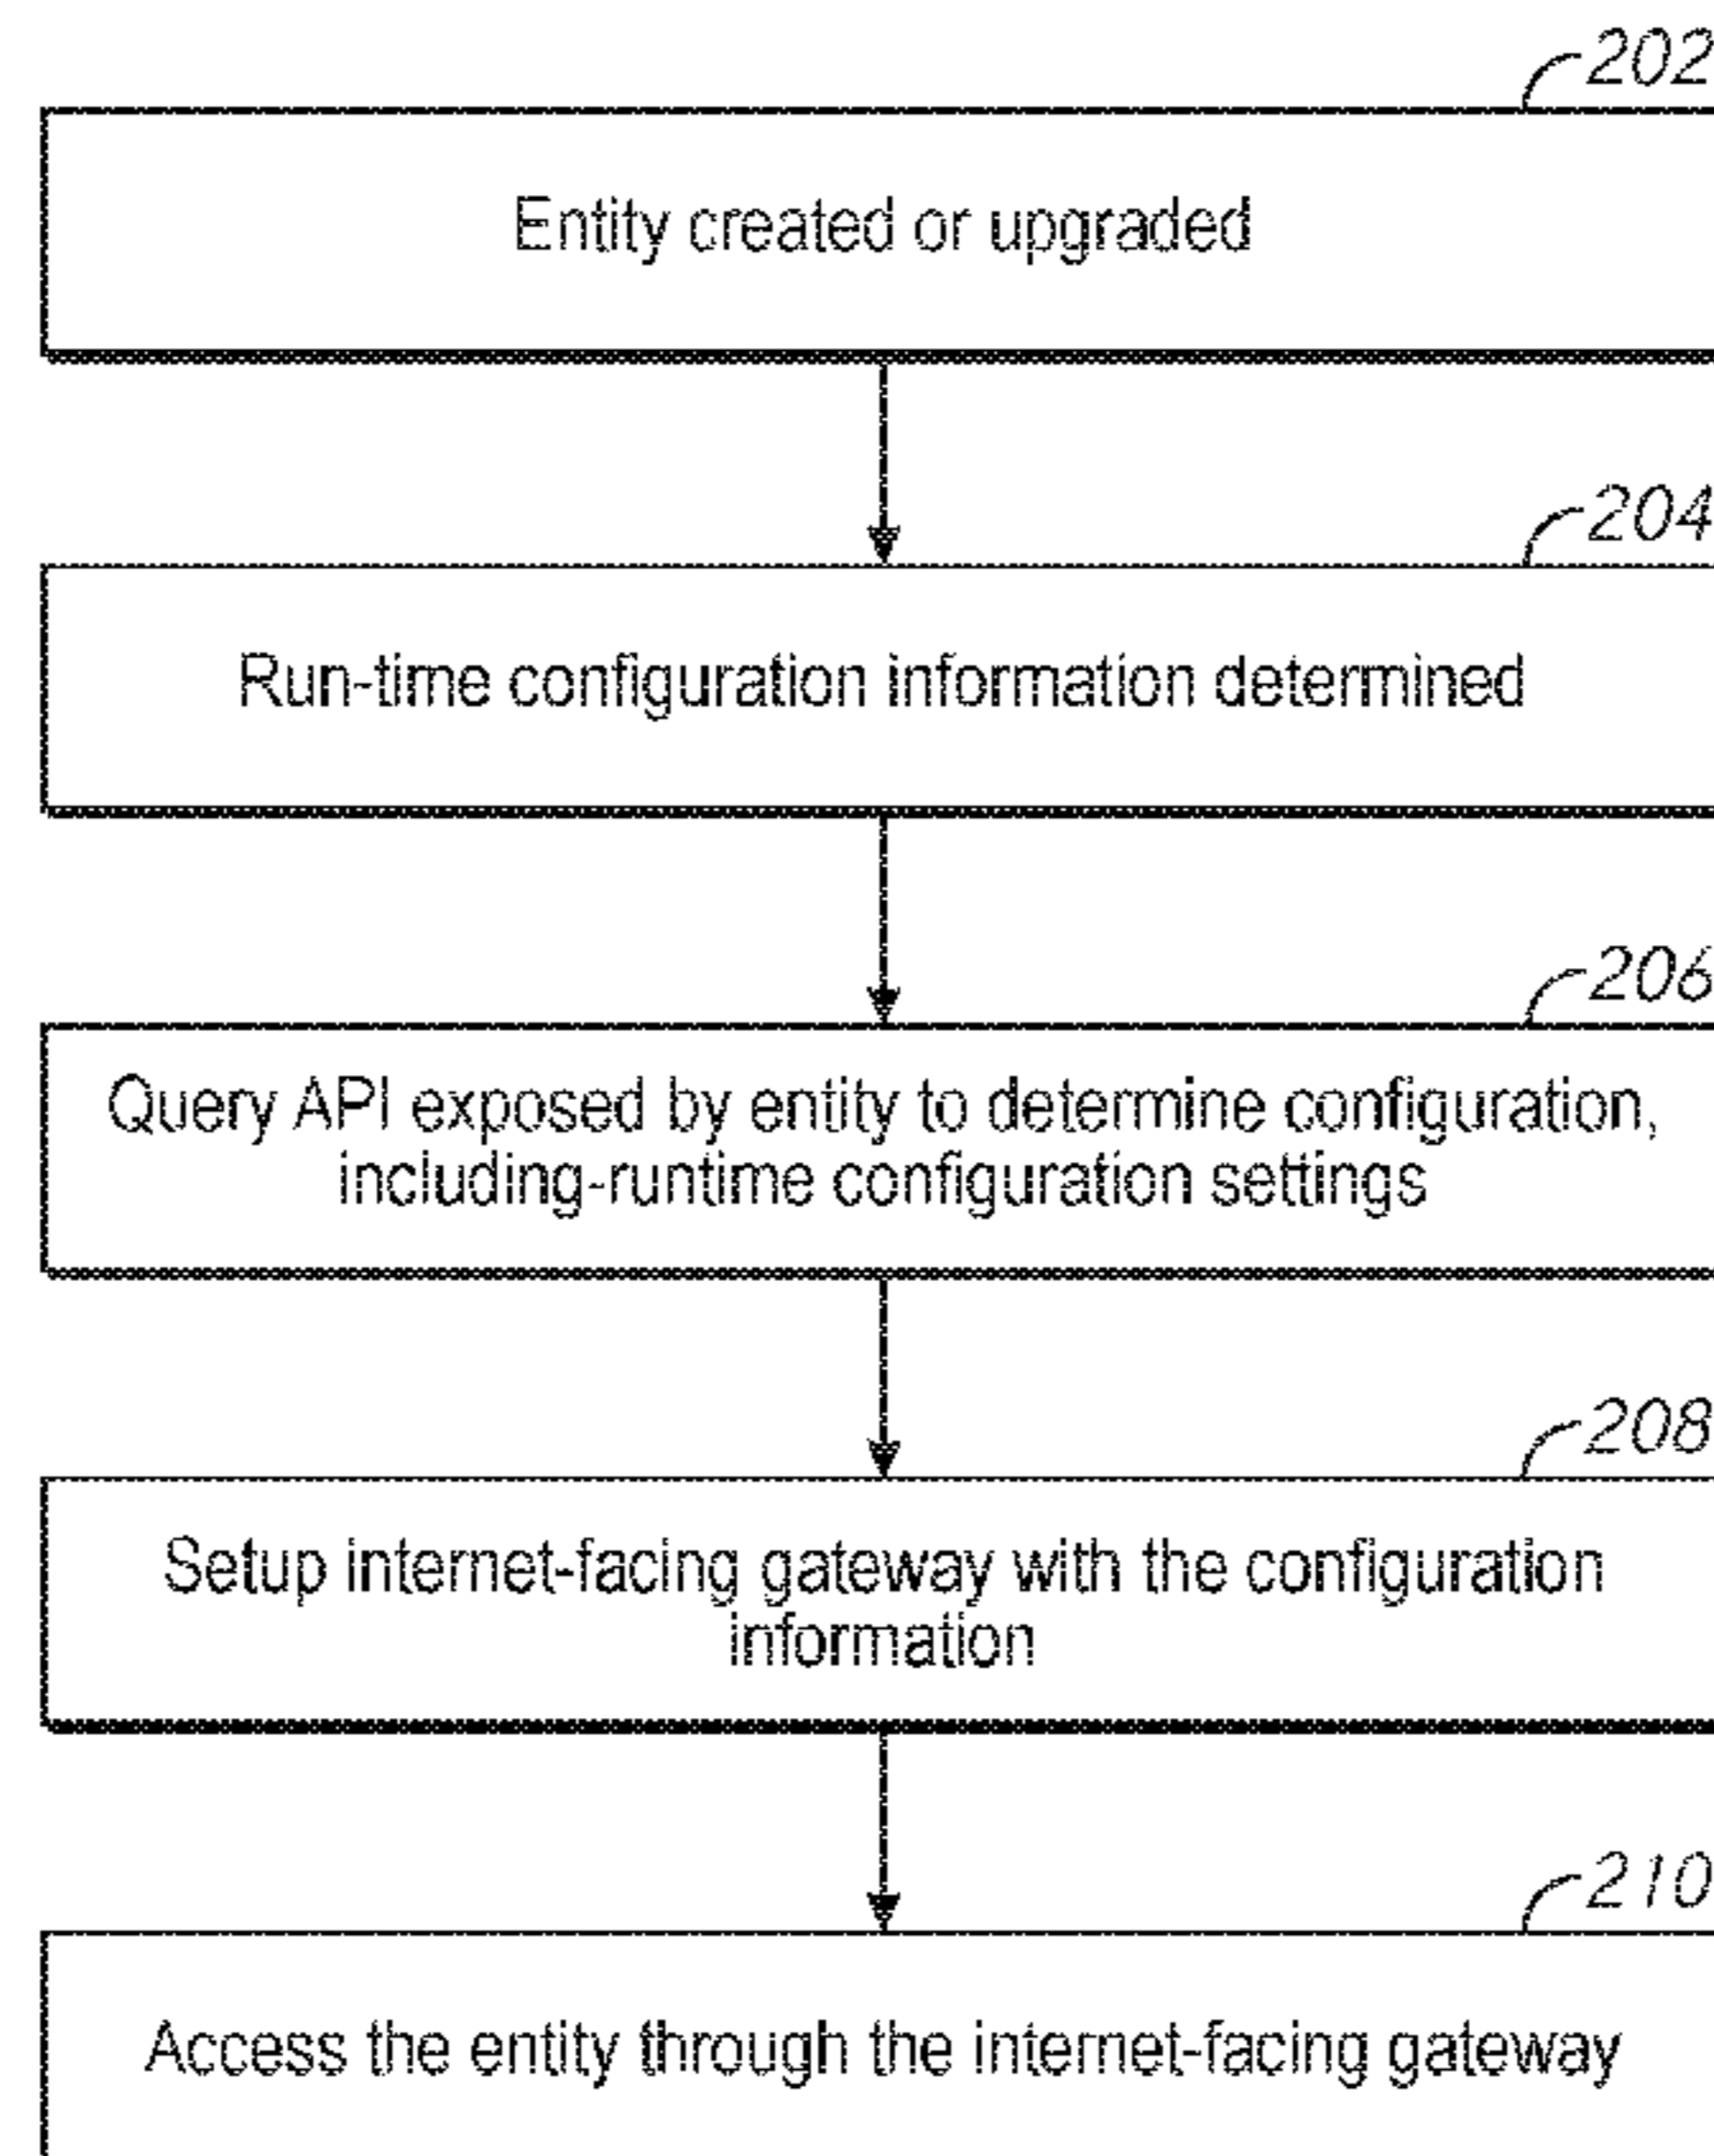 202
Entity created or upgraded
204
Run-time configuration information determined
206
Query API exposed by entity to determine configuration,
including-runtime configuration settings
208
Setup internet-facing gateway with the configuration
information
210
Access the entity through the internet-facing gateway